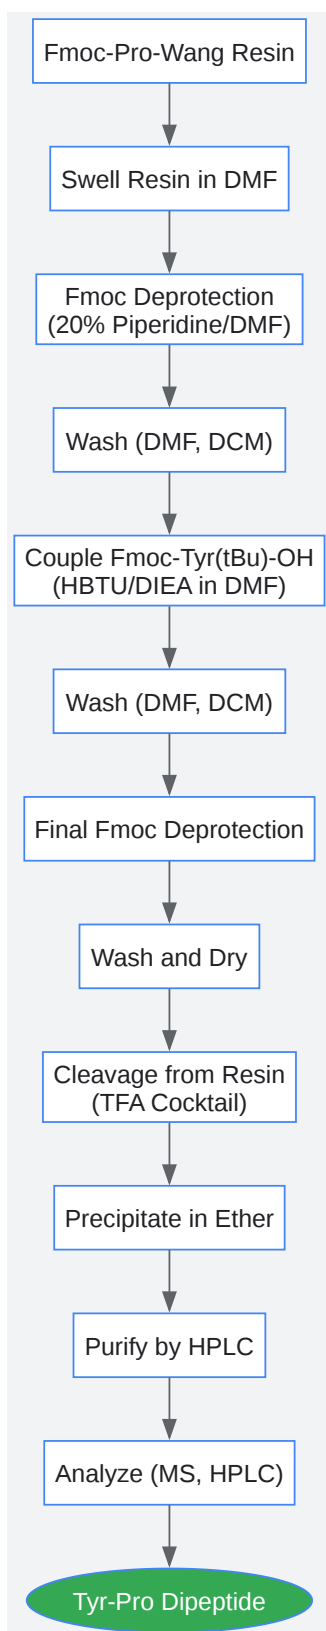 Fmoc-Pro-Wang Resin
Swell Resin in DMF
Fmoc Deprotection
(20% Piperidine/DMF)
Wash (DMF, DCM)
Couple Fmoc-Tyr(tBu)-OH
(HBTU/DIEA in DMF)
Wash (DMF, DCM)
Final Fmoc Deprotection
Wash and Dry
Cleavage from Resin
(TFA Cocktail)
Precipitate in Ether
Purify by HPLC
Analyze (MS, HPLC)
Tyr-Pro Dipeptide